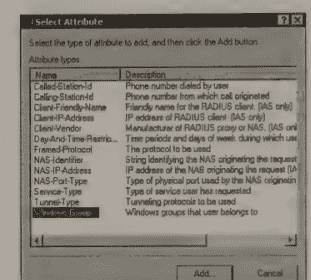 Select Attribute
Select the type of attribute to add, and then click the Add button.
Attribute types:
Name Description
Called-Station-Id Phone number dialed by user
Calling-Station-Id Phone number from which call originated
Client-Friendly-Name Friendly name for the RADIUS client. (IAS only)
Client-IP-Address IP address of RADIUS client. (IAS only)
Client-Vendor Manufacturer of RADIUS proxy or NAS. (IAS onl
Day-And-Time-Restric... Time periods and days of week during which use
Framed-Protocol The protocol to be used
NAS-Identifier String identifying the NAS originating the request
NAS-IP-Address IP address of the NAS originating the request (IA
NAS-Port-Type Type of physical port used by the NAS originatin
Service-Type Type of service user has requested
Tunnel-Type Tunneling protocols to be used
Windows-Groups Windows groups that user belongs to
Add... Cancel